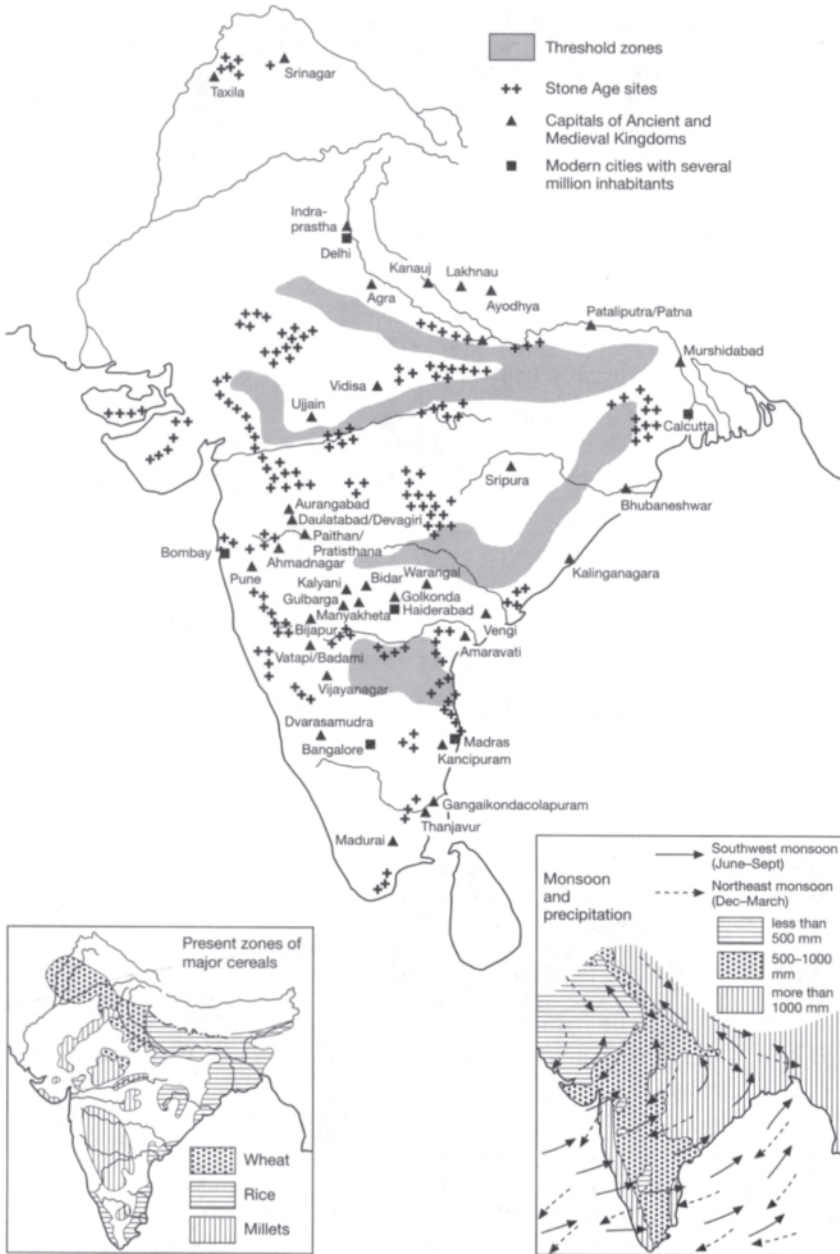 Threshold zones
Stone Age sites
Capitals of Ancient and
Medieval Kingdoms
Modern cities with several
million inhabitants
Srinagar
Taxila
Indra-
prastha
Delhi
Kanauj
Lakhnau
Agra
Ayodhya
Pataliputra/Patna
Murshidabad
Vidisa
Ujjain
Calcutta
Sripura
Bhubaneshwar
Aurangabad
Daulatabad/Devagiri
Paithan/
Pratisthana
Bombay
Ahmadnagar
Pune
Kalinganagara
Kalyani
Bidar
Warangal
Gulbarga
Golkonda
Manyakheta
Haiderabad
Bijapur
Vengi
Vatapi/Badami
Amaravati
Vijayanagar
Dvarasamudra
Bangalore
Madras
Kancipuram
Gangaikondacolapuram
Thanjavur
Madurai
Present zones of
major cereals
Wheat
Rice
Millets
Southwest monsoon
(June–Sept)
Northeast monsoon
(Dec–March)
Monsoon
and
precipitation
less than
500 mm
500–1000
mm
more than
1000 mm